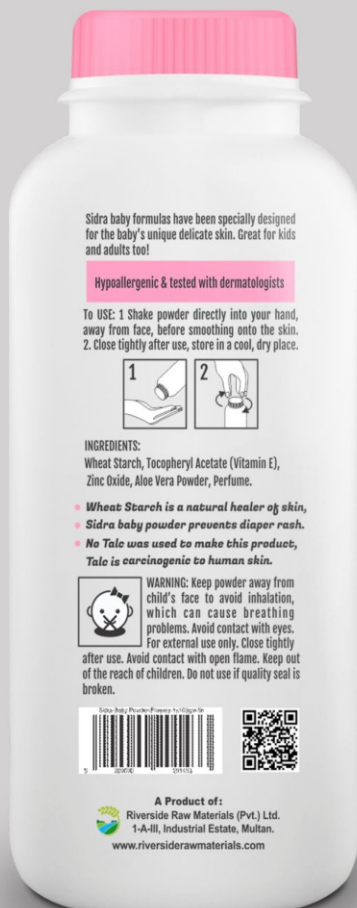 Sidra baby formulas have been specially designed
for the baby's unique delicate skin. Great for kids
and adults too!
Hypoallergenic & tested with dermatologists
To USE: 1 Shake powder directly into your hand,
away from face, before smoothing onto the skin.
2. Close tightly after use, store in a cool, dry place.
1 2
INGREDIENTS:
Wheat Starch, Tocopheryl Acetate (Vitamin E),
Zinc Oxide, Aloe Vera Powder, Perfume.
Wheat Starch is a natural healer of skin,
Sidra baby powder prevents diaper rash.
No Talc was used to make this product,
Talc is carcinogenic to human skin.
WARNING: Keep powder away from
child's face to avoid inhalation,
which can cause breathing
problems. Avoid contact with eyes.
For external use only. Close tightly
after use. Avoid contact with open flame. Keep out
of the reach of children. Do not use if quality seal is
broken.
A Product of:
Riverside Raw Materials (Pvt.) Ltd.
1-A-III, Industrial Estate, Multan.
www.riversiderawmaterials.com